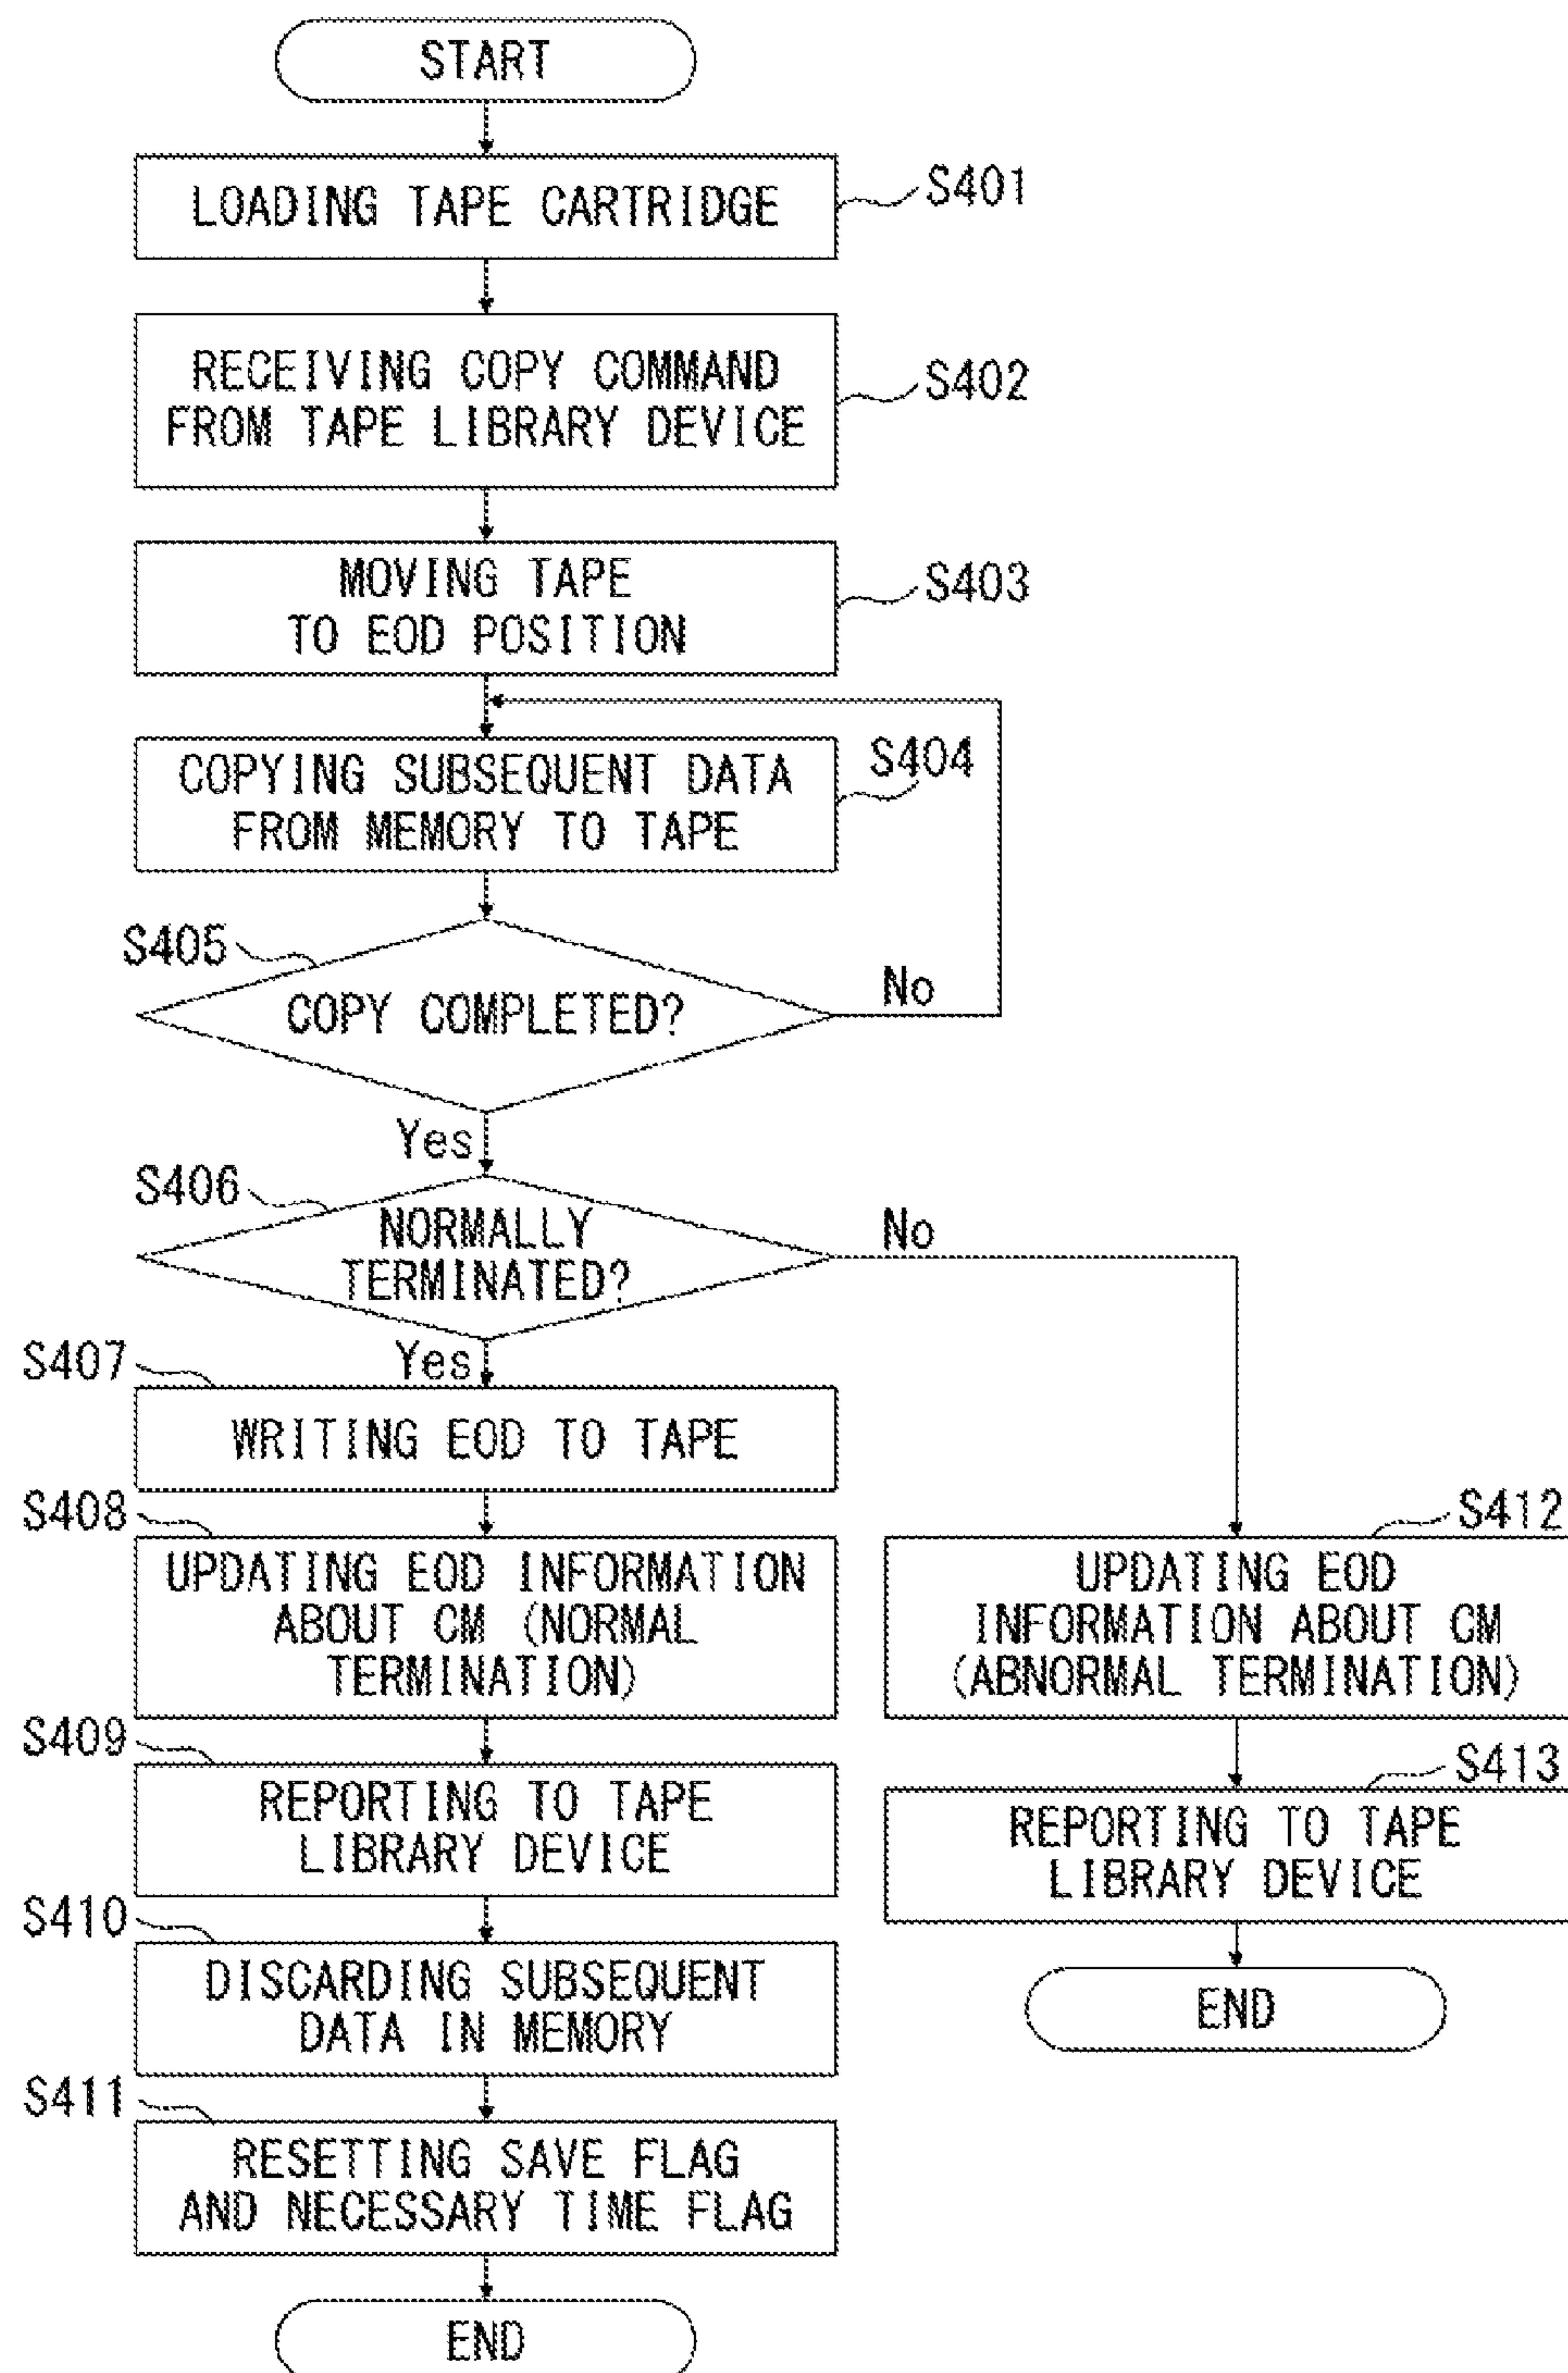 START
LOADING TAPE CARTRIDGE
S401
RECEIVING COPY COMMAND
FROM TAPE LIBRARY DEVICE
S402
MOVING TAPE
TO EOD POSITION
S403
COPYING SUBSEQUENT DATA
FROM MEMORY TO TAPE
S404
S405
COPY COMPLETED?
No
Yes
S406
NORMALLY
TERMINATED?
No
Yes
S407
WRITING EOD TO TAPE
S408
UPDATING EOD INFORMATION
ABOUT CM (NORMAL
TERMINATION)
S412
UPDATING EOD
INFORMATION ABOUT CM
(ABNORMAL TERMINATION)
S409
REPORTING TO TAPE
LIBRARY DEVICE
S413
REPORTING TO TAPE
LIBRARY DEVICE
S410
DISCARDING SUBSEQUENT
DATA IN MEMORY
END
S411
RESETTING SAVE FLAG
AND NECESSARY TIME FLAG
END